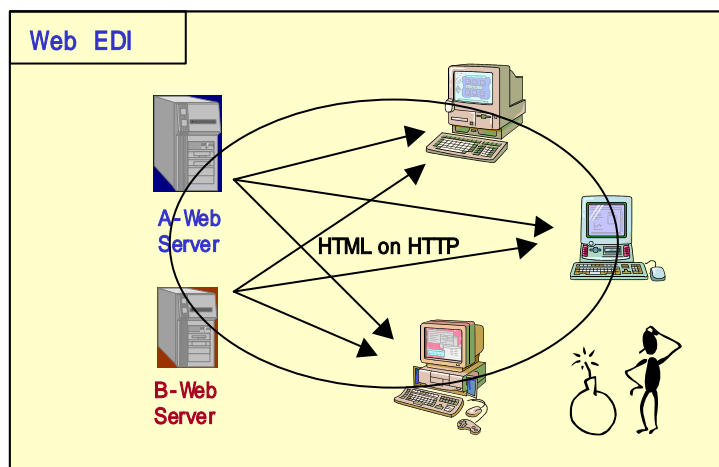 Web EDI
A-Web
Server
HTML on HTTP
B-Web
Server